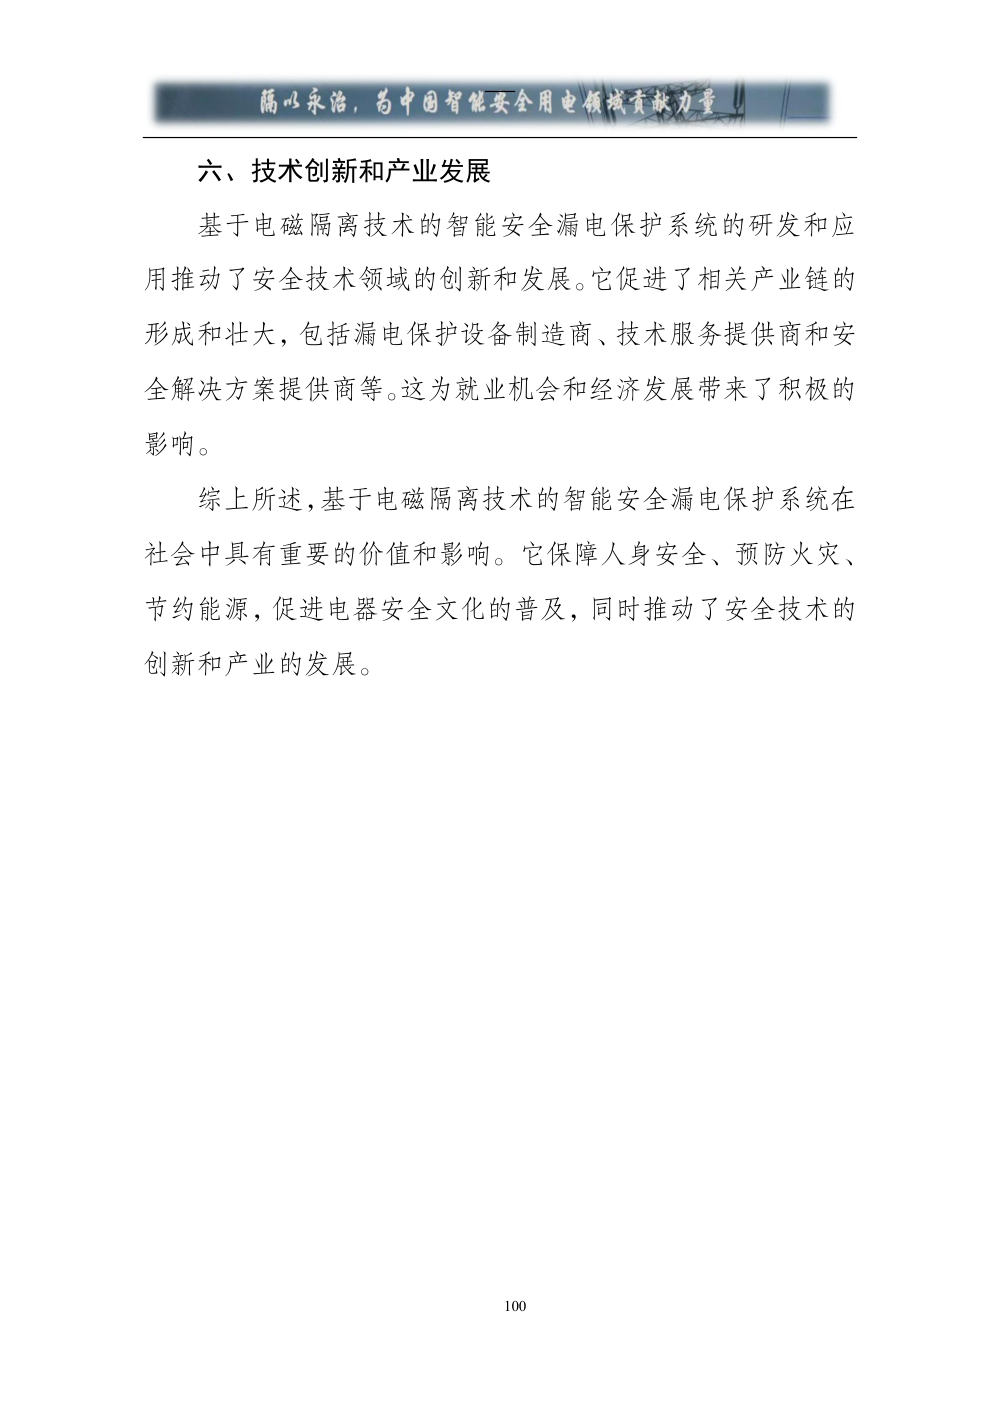 隔以永治，为中国智能安全用电领域贡献力量
六、技术创新和产业发展
基于电磁隔离技术的智能安全漏电保护系统的研发和应
用推动了安全技术领域的创新和发展。它促进了相关产业链的
形成和壮大，包括漏电保护设备制造商、技术服务提供商和安
全解决方案提供商等。这为就业机会和经济发展带来了积极的
影响。
综上所述，基于电磁隔离技术的智能安全漏电保护系统在
社会中具有重要的价值和影响。它保障人身安全、预防火灾、
节约能源，促进电器安全文化的普及，同时推动了安全技术的
创新和产业的发展。
100